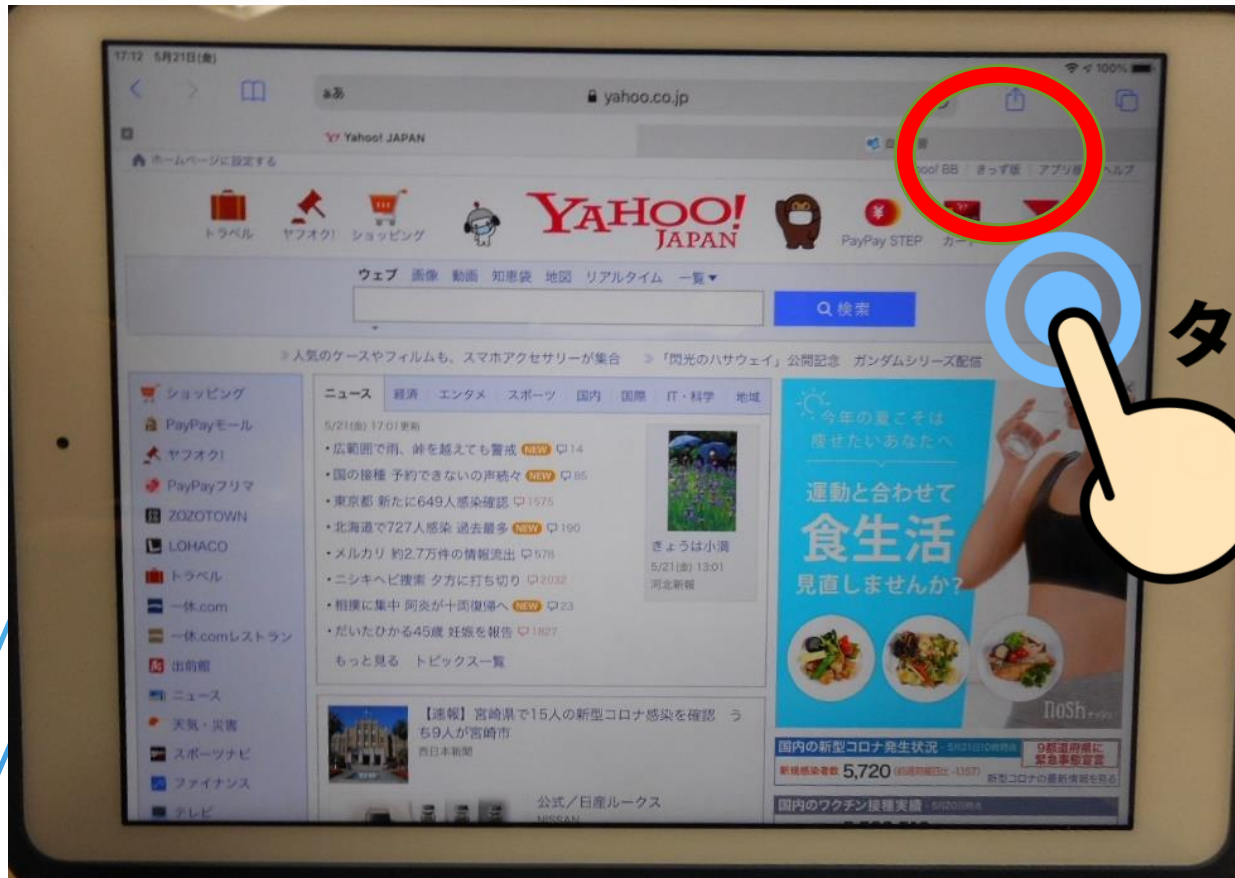 17:12 5月21日(金)
100%
ぁあ
yahoo.co.jp
Yahoo! JAPAN
ホームページに設定する
きっず版
ヘルプ
トラベル
ヤフオク!
ショッピング
YAHOO!
JAPAN
PayPay STEP
タ
ウェブ 画像 動画 知恵袋 地図 リアルタイム 一覧▼
検索
人気のケースやフィルムも、スマホアクセサリーが集合
「閃光のハサウェイ」公開記念 ガンダムシリーズ配信
ショッピング
PayPayモール
ヤフオク!
PayPayフリマ
ZOZOTOWN
LOHACO
トラベル
一休.com
一休.comレストラン
出前館
ニュース
天気・災害
スポーツナビ
ファイナンス
テレビ
ニュース 経済 エンタメ スポーツ 国内 国際 IT・科学 地域
5/21(金) 17:01更新
・広範囲で雨、峠を越えても警戒 NEW 14
・国の接種 予約できないの声続々 NEW 85
・東京都 新たに649人感染確認 1575
・北海道で727人感染 過去最多 NEW 190
・メルカリ 約2.7万件の情報流出 578
・ニシキヘビ捜索 夕方に打ち切り 2032
・相撲に集中 阿炎が十両復帰へ NEW 23
・だいたひかる45歳 妊娠を報告 1827
もっと見る トピックス一覧
きょうは小満
5/21(金) 13:01
河北新報
【速報】宮崎県で15人の新型コロナ感染を確認 う
ち9人が宮崎市
西日本新聞
公式/日産ルークス
NISSAN
今年の夏こそは
痩せたいあなたへ
運動と合わせて
食生活
見直しませんか?
nosh
ナッシュ
国内の新型コロナ発生状況
9都道府県に
緊急事態宣言
新規感染者数 5,720
新型コロナの最新情報を見る
国内のワクチン接種実績